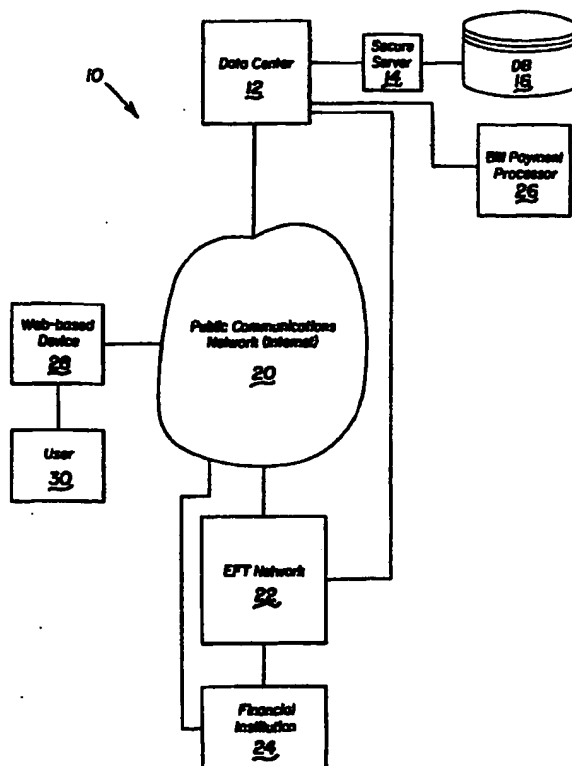 10
Data Center
12
Secure
Server
14
DB
16
Bill Payment
Processor
26
Public Communications
Network (Internet)
20
Web-based
Device
28
User
30
EFT Network
22
Financial
Institution
24